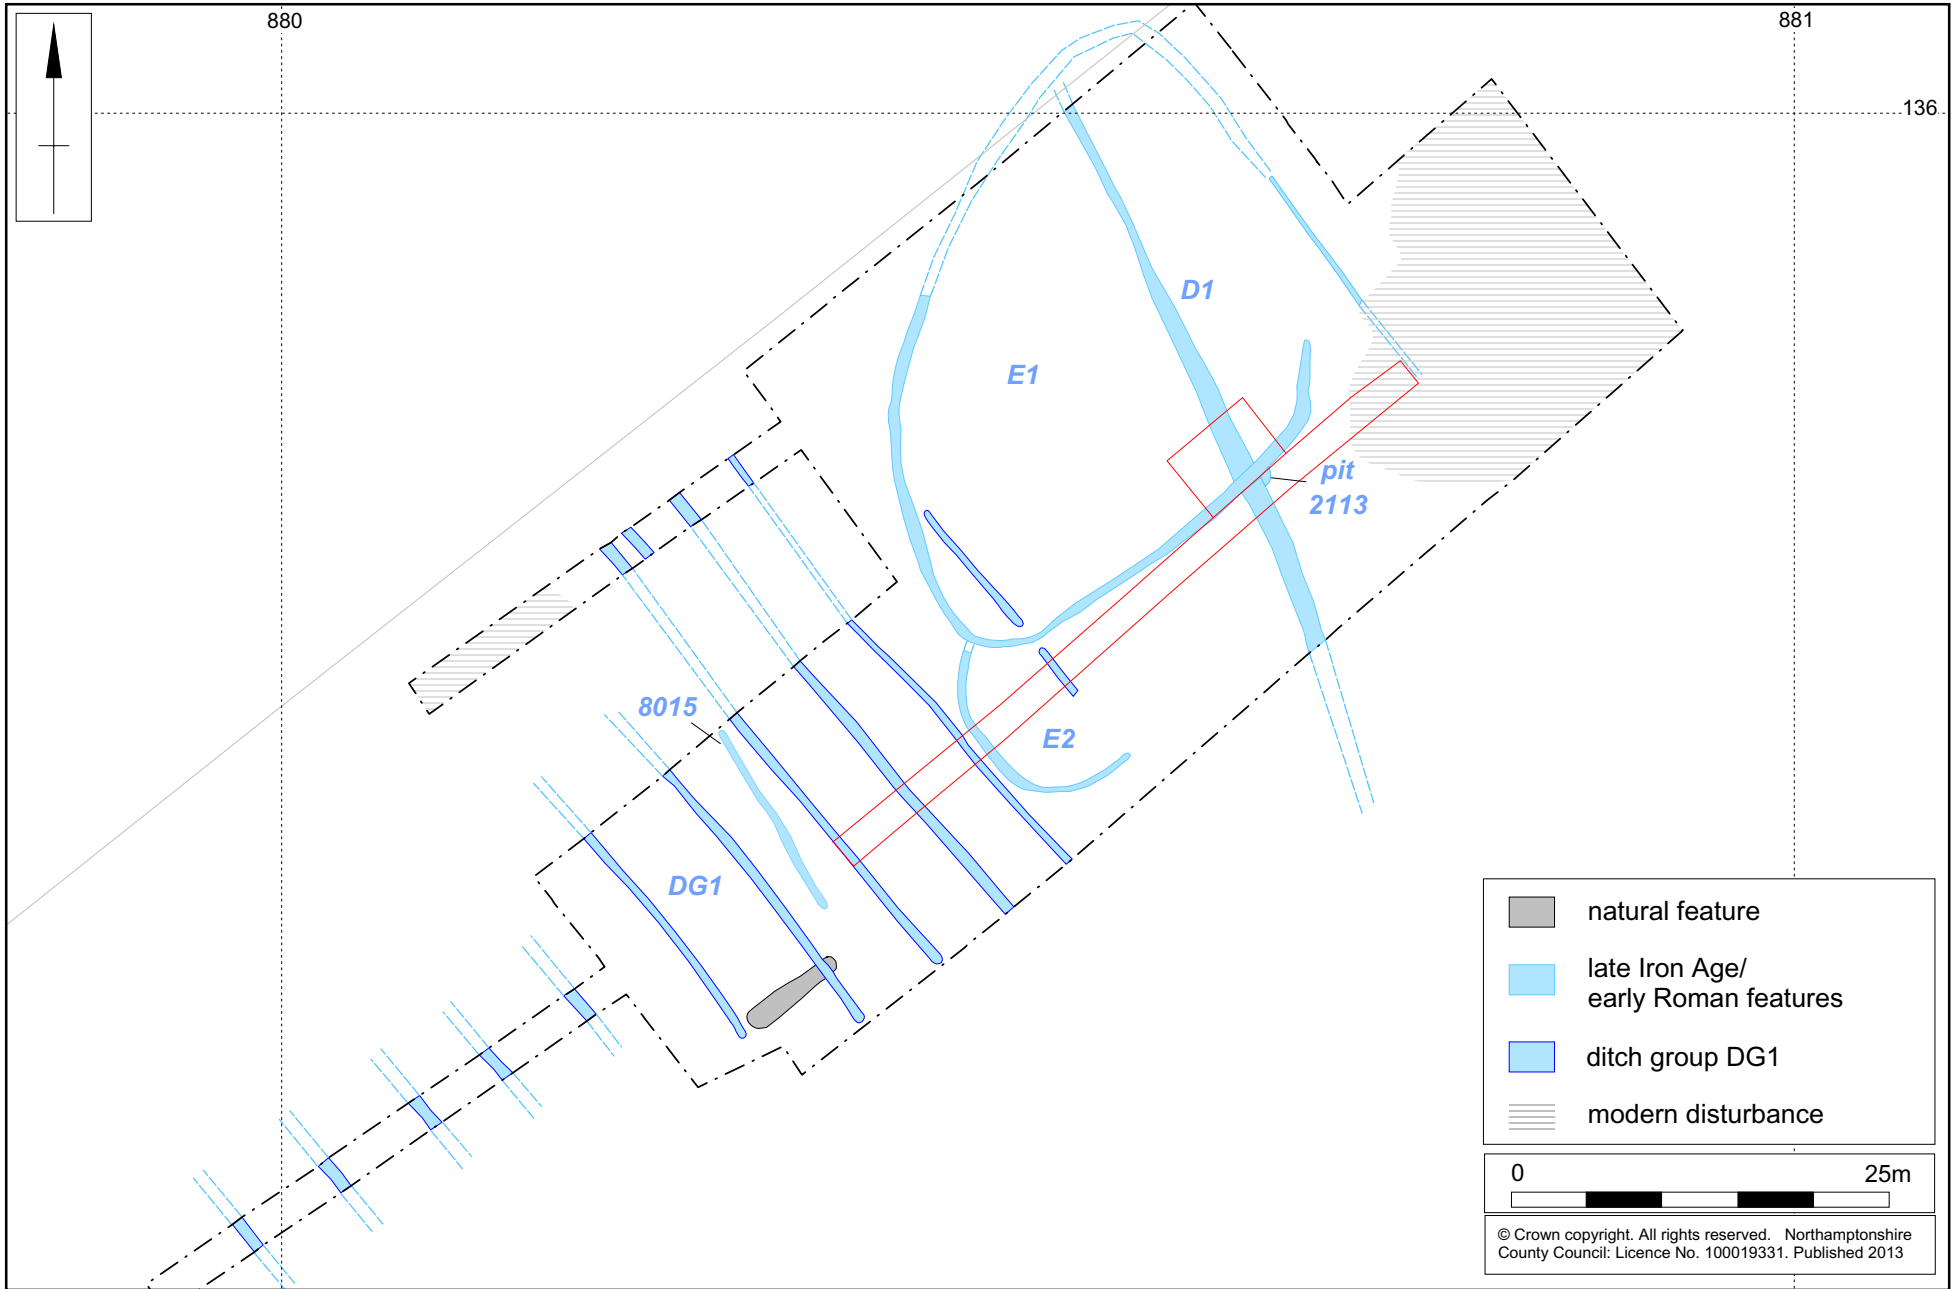 880
881
136
D1
E1
pit
2113
8015
E2
DG1
natural feature
late Iron Age/
early Roman features
ditch group DG1
modern disturbance
0
25m
© Crown copyright. All rights reserved. Northamptonshire
County Council: Licence No. 100019331. Published 2013